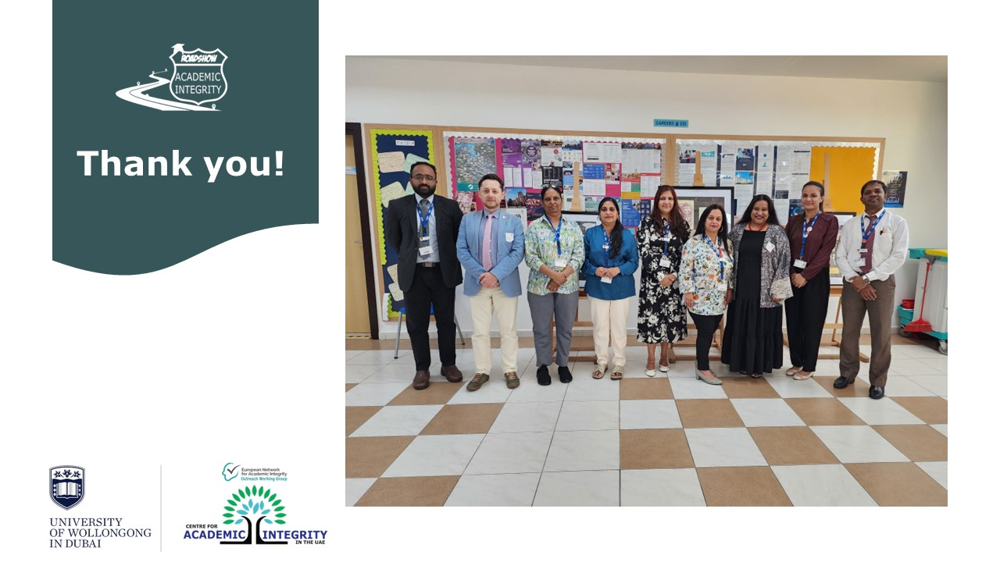 ROADSHOW
ACADEMIC
INTEGRITY
Thank you!
CAREERS @ CIS
European Network
for Academic Integrity
Outreach Working Group
UNIVERSITY
OF WOLLONGONG
IN DUBAI
CENTRE FOR
ACADEMIC INTEGRITY
IN THE UAE